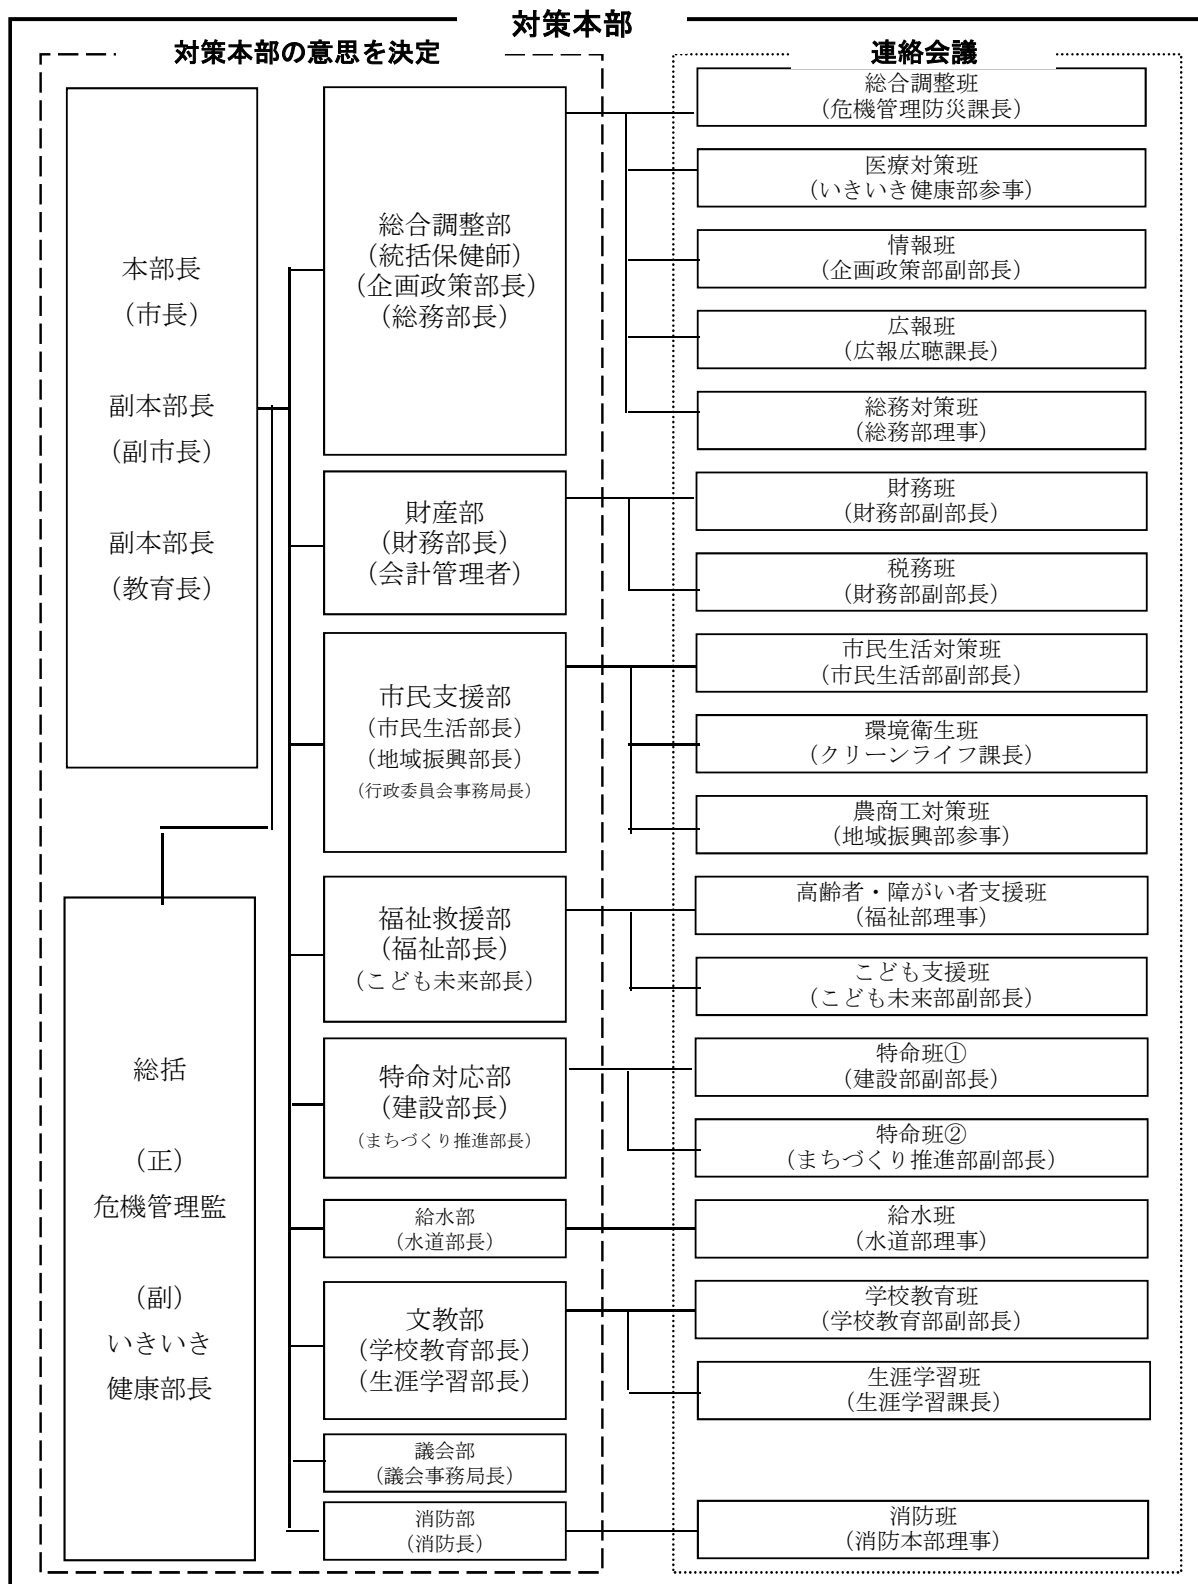 対策本部
対策本部の意思を決定
連絡会議
本部長
(市長)
副本部長
(副市長)
副本部長
(教育長)
総括
(正)
危機管理監
(副)
いきいき
健康部長
総合調整部
(統括保健師)
(企画政策部長)
(総務部長)
財産部
(財務部長)
(会計管理者)
市民支援部
(市民生活部長)
(地域振興部長)
(行政委員会事務局長)
福祉救援部
(福祉部長)
(こども未来部長)
特命対応部
(建設部長)
(まちづくり推進部長)
給水部
(水道部長)
文教部
(学校教育部長)
(生涯学習部長)
議会部
(議会事務局長)
消防部
(消防長)
総合調整班
(危機管理防災課長)
医療対策班
(いきいき健康部参事)
情報班
(企画政策部副部長)
広報班
(広報広聴課長)
総務対策班
(総務部理事)
財務班
(財務部副部長)
税務班
(財務部副部長)
市民生活対策班
(市民生活部副部長)
環境衛生班
(クリーンライフ課長)
農商工対策班
(地域振興部参事)
高齢者・障がい者支援班
(福祉部理事)
こども支援班
(こども未来部副部長)
特命班①
(建設部副部長)
特命班②
(まちづくり推進部副部長)
給水班
(水道部理事)
学校教育班
(学校教育部副部長)
生涯学習班
(生涯学習課長)
消防班
(消防本部理事)